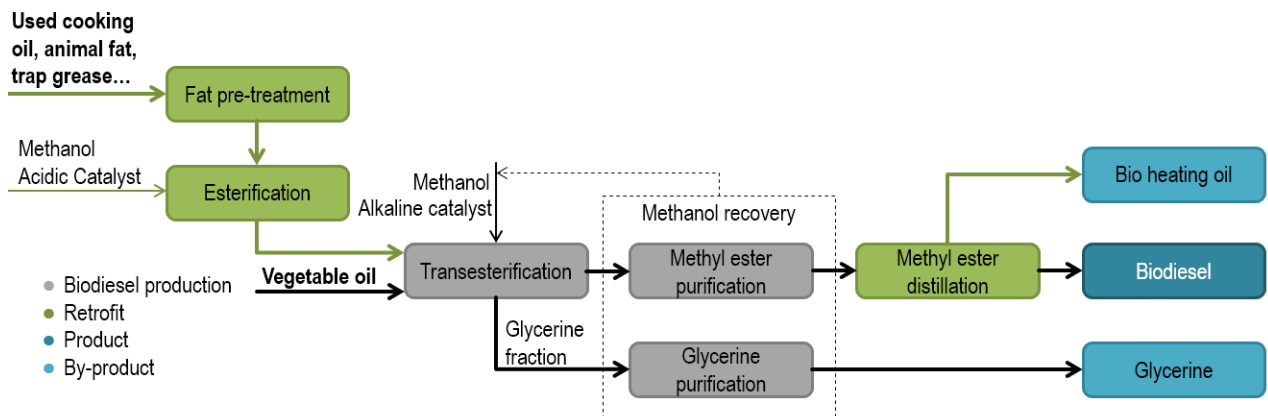 Used cooking
oil, animal fat,
trap grease…
Fat pre-treatment
Methanol
Acidic Catalyst
Esterification
Methanol
Alkaline catalyst
Methanol recovery
Bio heating oil
Vegetable oil
Transesterification
Methyl ester
purification
Methyl ester
distillation
Biodiesel
Glycerine
fraction
Glycerine
purification
Glycerine
Biodiesel production
Retrofit
Product
By-product